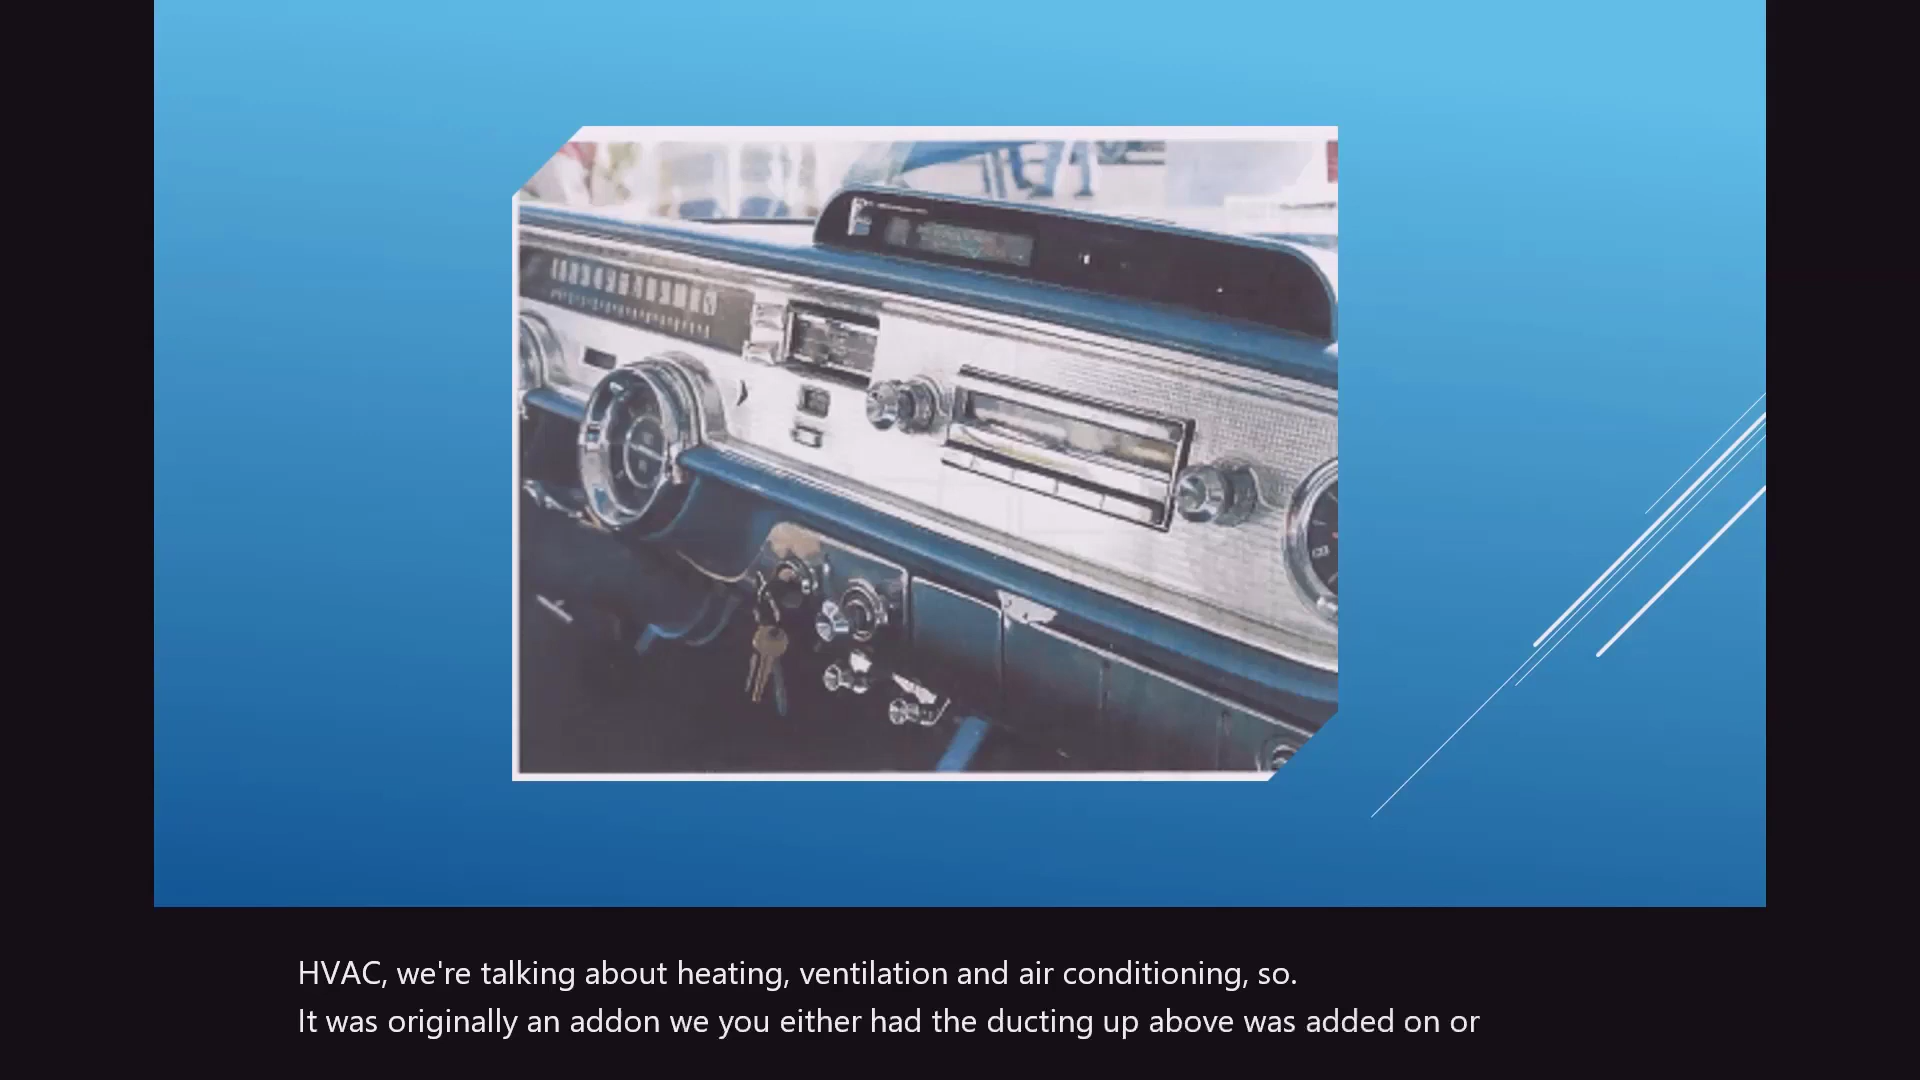 HVAC, we're talking about heating, ventilation and air conditioning, so.
It was originally an addon we you either had the ducting up above was added on or